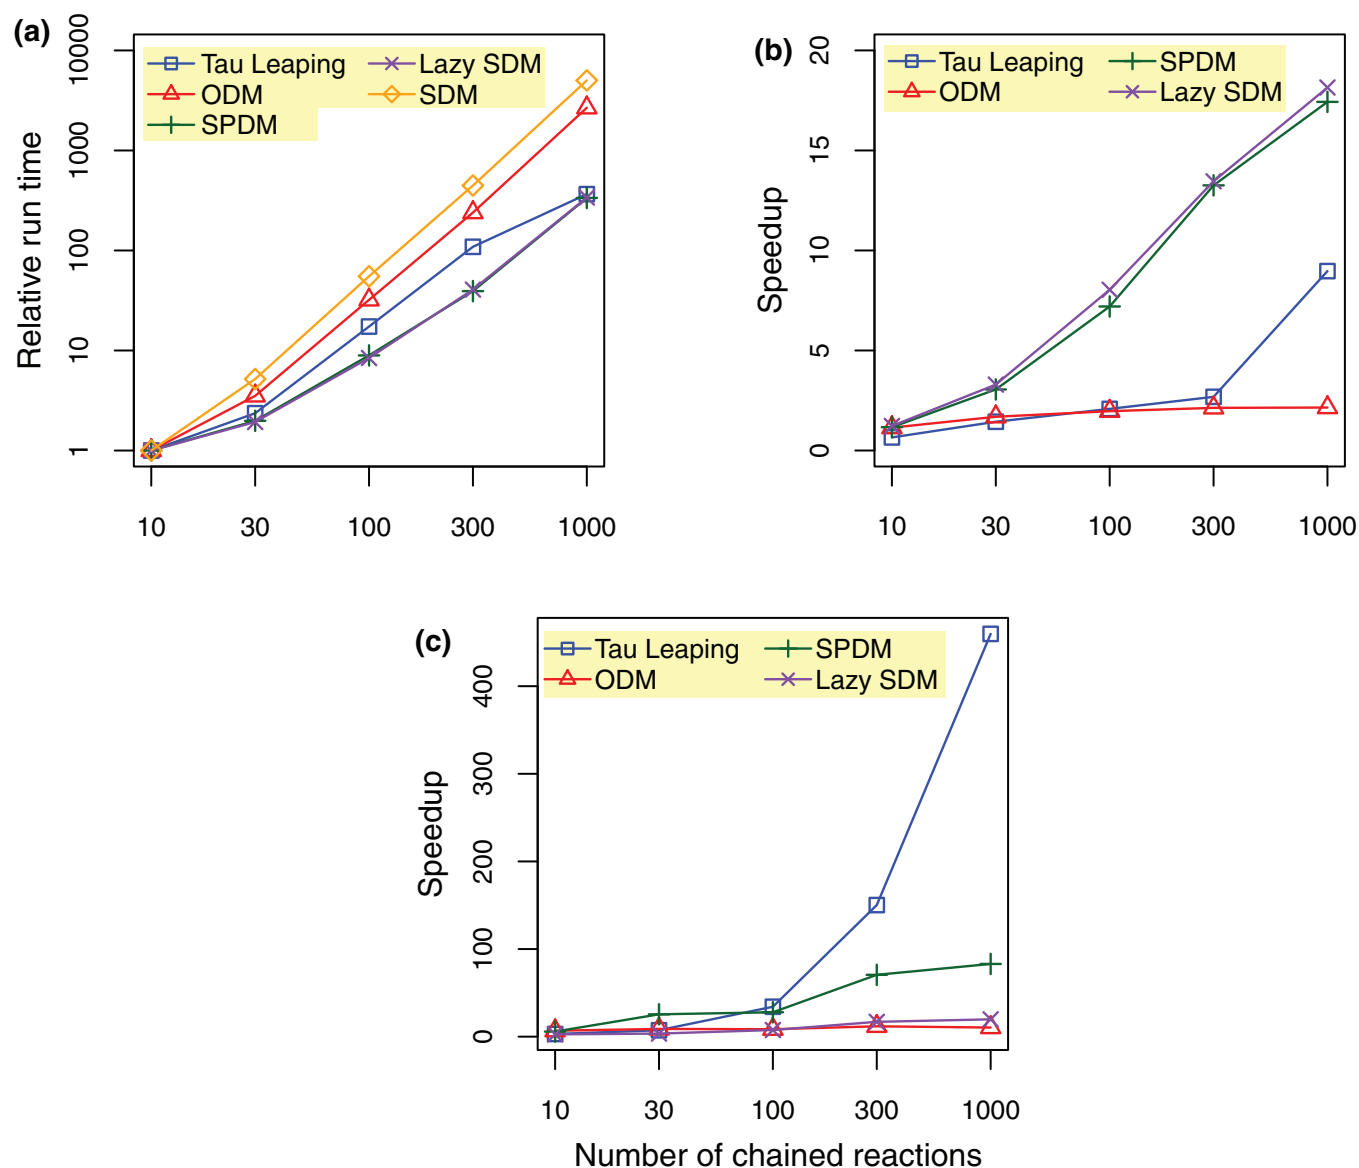 (a)
Relative run time
10000
1000
100
10
1
Tau Leaping
ODM
SPDM
Lazy SDM
SDM
10 30 100 300 1000
(b)
Speedup
20
15
10
5
0
Tau Leaping
ODM
SPDM
Lazy SDM
10 30 100 300 1000
(c)
Speedup
400
300
200
100
0
Tau Leaping
ODM
SPDM
Lazy SDM
10 30 100 300 1000
Number of chained reactions